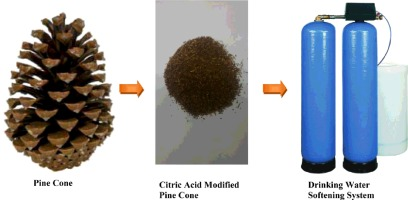 Pine Cone
Citric Acid Modified
Pine Cone
Drinking Water
Softening System